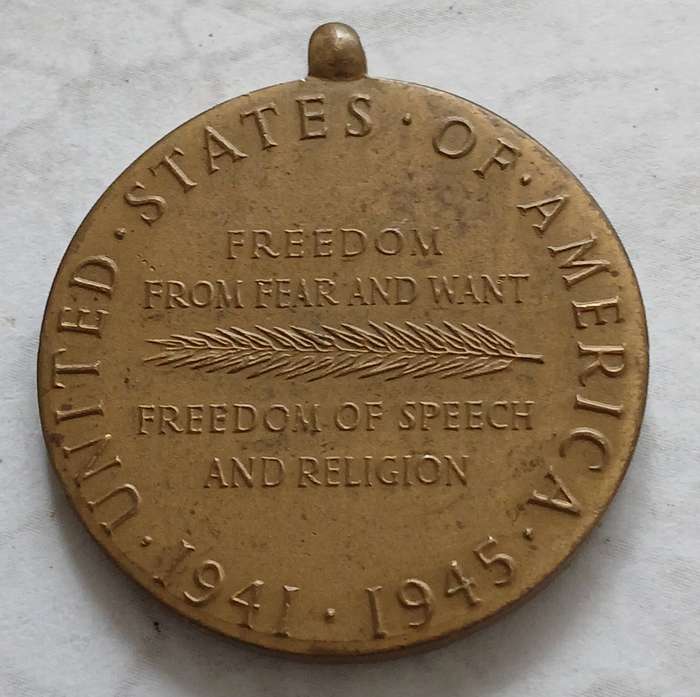 UNITED · STATES · OF · AMERICA · 1941 · 1945 ·
FREEDOM
FROM FEAR AND WANT
FREEDOM OF SPEECH
AND RELIGION